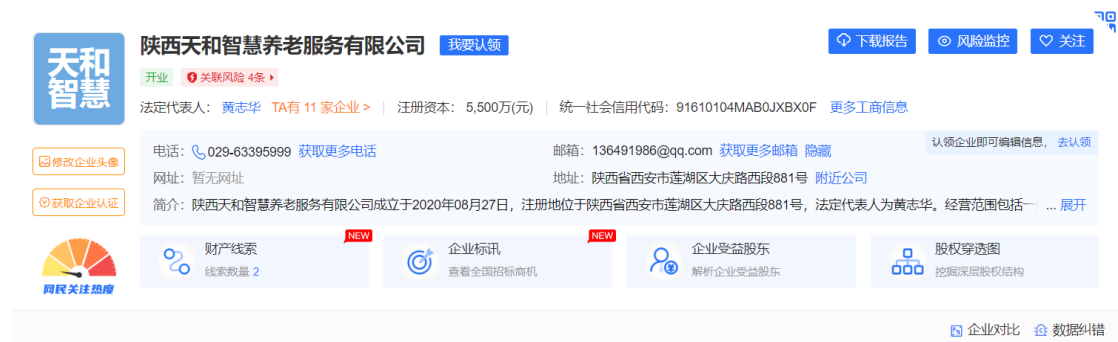 天和
智慧
陕西天和智慧养老服务有限公司 我要认领
下载报告 风险监控 关注
开业 关联风险 4条
法定代表人： 黄志华 TA有 11 家企业 > 注册资本： 5,500万(元) 统一社会信用代码：91610104MAB0JXBX0F 更多工商信息
修改企业头像
获取企业认证
电话： 029-63395999 获取更多电话 邮箱：136491986@qq.com 获取更多邮箱 隐藏
认领企业即可编辑信息， 去认领
网址：暂无网址 地址：陕西省西安市莲湖区大庆路西段881号 附近公司
简介：陕西天和智慧养老服务有限公司成立于2020年08月27日，注册地位于陕西省西安市莲湖区大庆路西段881号，法定代表人为黄志华。经营范围包括一 ... 展开
网民关注热度
财产线索 NEW
线索数量 2
企业标讯 NEW
查看全国招标商机
企业受益股东
解析企业受益股东
股权穿透图
挖掘深层股权结构
企业对比 数据纠错